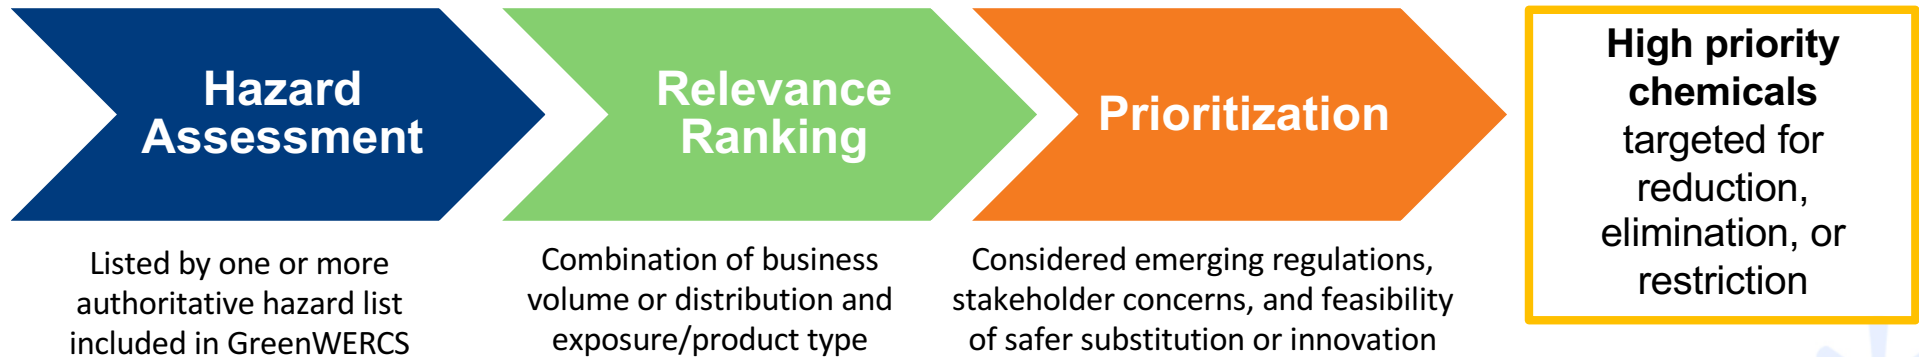 Hazard
Assessment
Listed by one or more
authoritative hazard list
included in GreenWERCS
Relevance
Ranking
Combination of business
volume or distribution and
exposure/product type
Prioritization
Considered emerging regulations,
stakeholder concerns, and feasibility
of safer substitution or innovation
High priority
chemicals
targeted for
reduction,
elimination, or
restriction